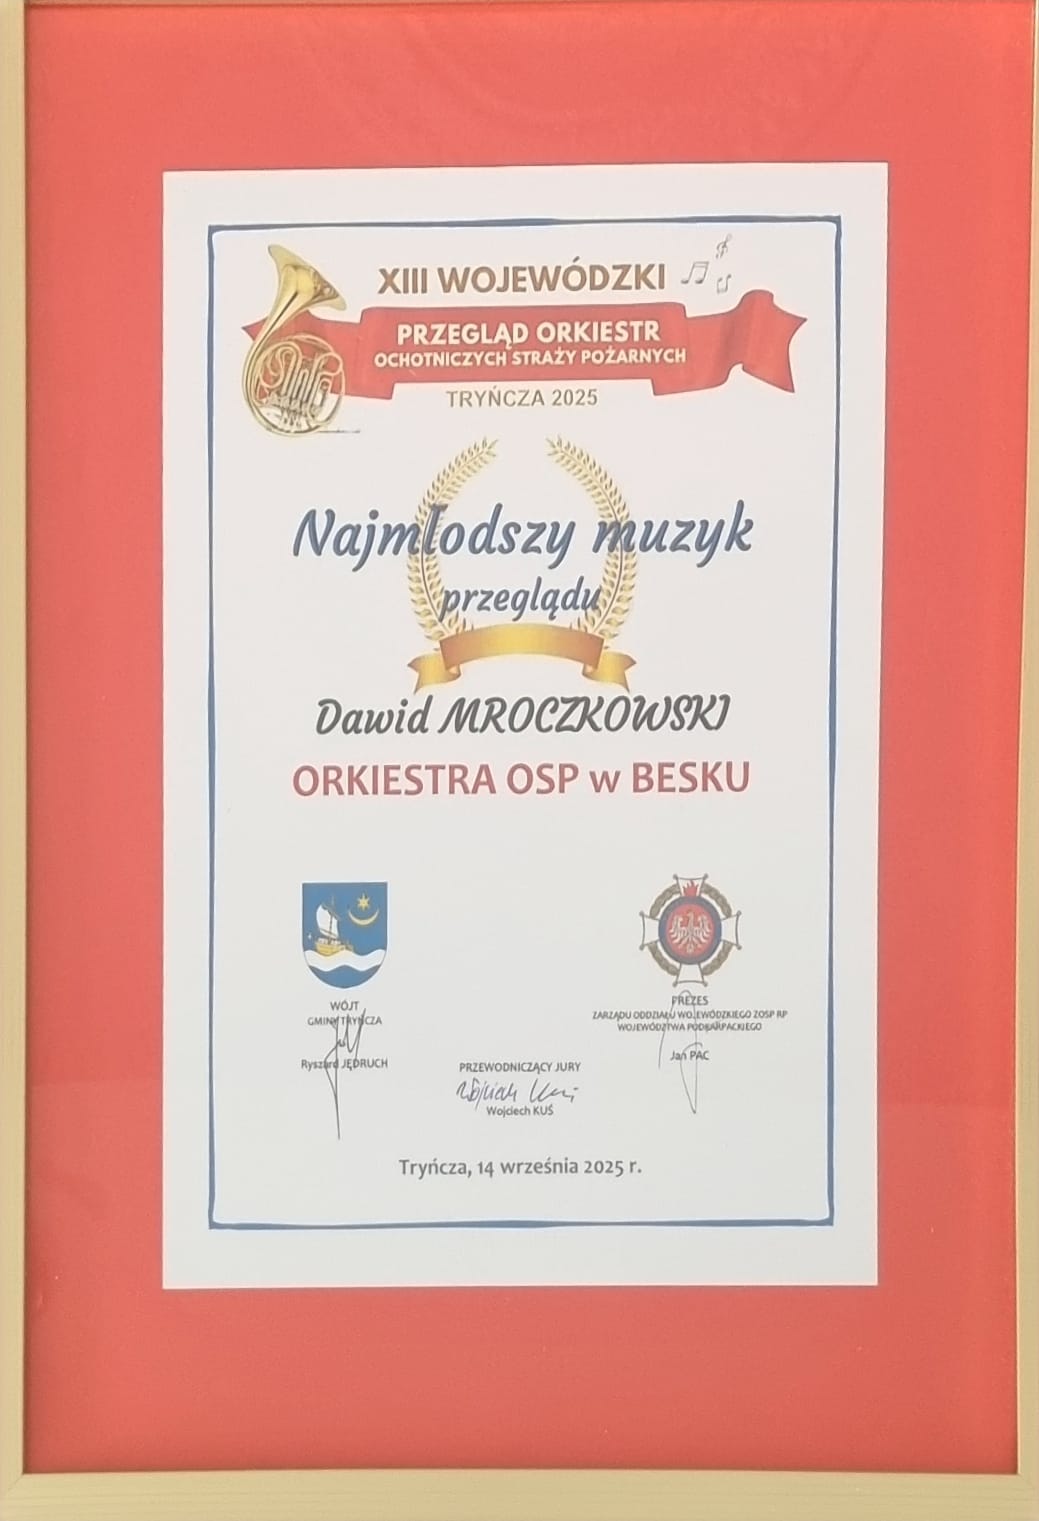 XIII WOJEWÓDZKI
PRZEGLĄD ORKIESTR
OCHOTNICZYCH STRAŻY POŻARNYCH
TRYŃCZA 2025
Najmłodszy muzyk
przeglądu
Dawid MROCZKOWSKI
ORKIESTRA OSP w BESKU
WÓJT
GMINY TRYŃCZA
Ryszard JĘDRUCH
PREZES
ZARZĄDU ODDZIAŁU WOJEWÓDZKIEGO ZOSP RP
WOJEWÓDZTWA PODKARPACKIEGO
Jan PAC
PRZEWODNICZĄCY JURY
Wojciech KUŚ
Tryńcza, 14 września 2025 r.